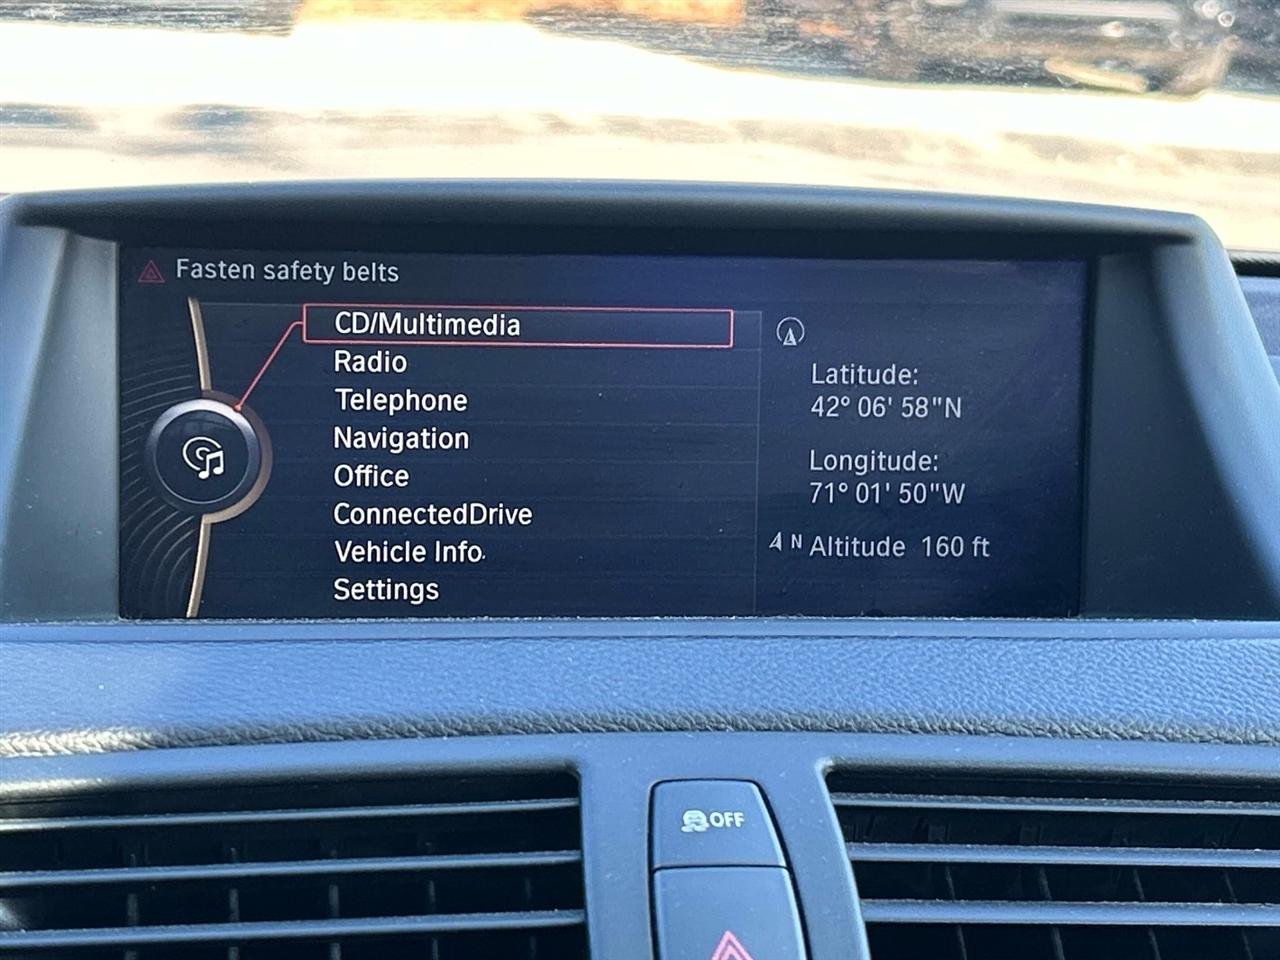 Fasten safety belts
CD/Multimedia
Radio
Telephone
Navigation
Office
ConnectedDrive
Vehicle Info
Settings
Latitude:
42° 06' 58"N
Longitude:
71° 01' 50"W
N Altitude 160 ft
OFF